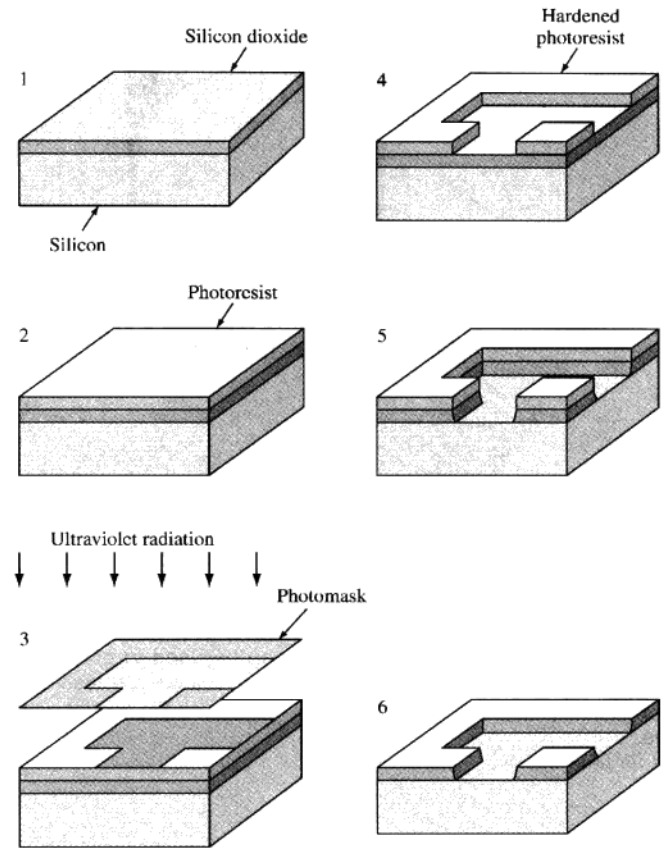 Silicon dioxide
1
Silicon
Photoresist
2
Ultraviolet radiation
Photomask
3
Hardened
photoresist
4
5
6